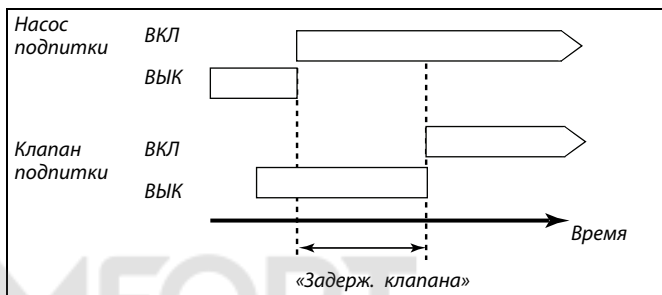 Насос
подпитки
ВКЛ
ВЫК
Клапан
подпитки
ВКЛ
ВЫК
Время
«Задерж. клапана»